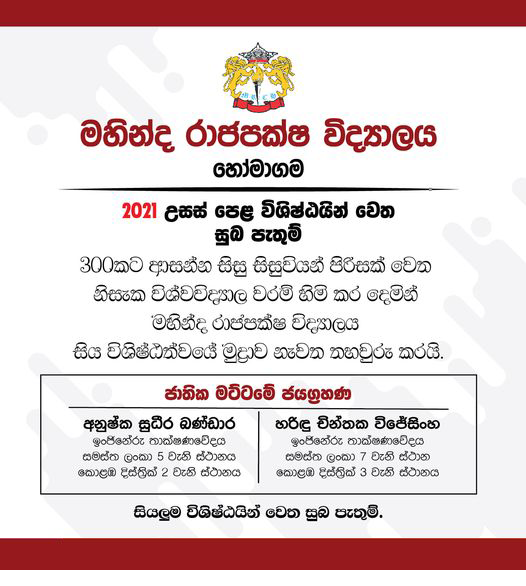 මහින්ද රාජපක්ෂ විද්‍යාලය
හෝමාගම
2021 උසස් පෙළ විශිෂ්ඨයින් වෙත
සුබ පැතුම්
300කට ආසන්න සිසු සිසුවියන් පිරිසක් වෙත
නිසැක විශ්වවිද්‍යාල වරම් හිමි කර දෙමින්
මහින්ද රාජපක්ෂ විද්‍යාලය
සිය විශිෂ්ඨත්වයේ මුද්‍රාව නැවත තහවුරු කරයි.
ජාතික මට්ටමේ ජයග්‍රහණ
අනුෂ්ක සුධීර බණ්ඩාර
ඉංජිනේරු තාක්ෂණවේදය
සමස්ත ලංකා 5 වැනි ස්ථානය
කොළඹ දිස්ත්‍රික් 2 වැනි ස්ථානය
හරිඳු චින්තක විජේසිංහ
ඉංජිනේරු තාක්ෂණවේදය
සමස්ත ලංකා 7 වැනි ස්ථාන
කොළඹ දිස්ත්‍රික් 3 වැනි ස්ථානය
සියලුම විශිෂ්ඨයින් වෙත සුබ පැතුම්.